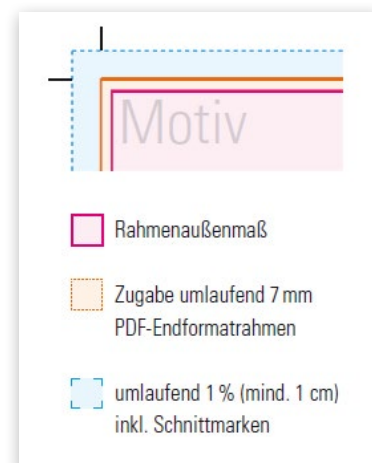 Motiv
Rahmenaußenmaß
Zugabe umlaufend 7 mm
PDF-Endformatrahmen
umlaufend 1 % (mind. 1 cm)
inkl. Schnittmarken